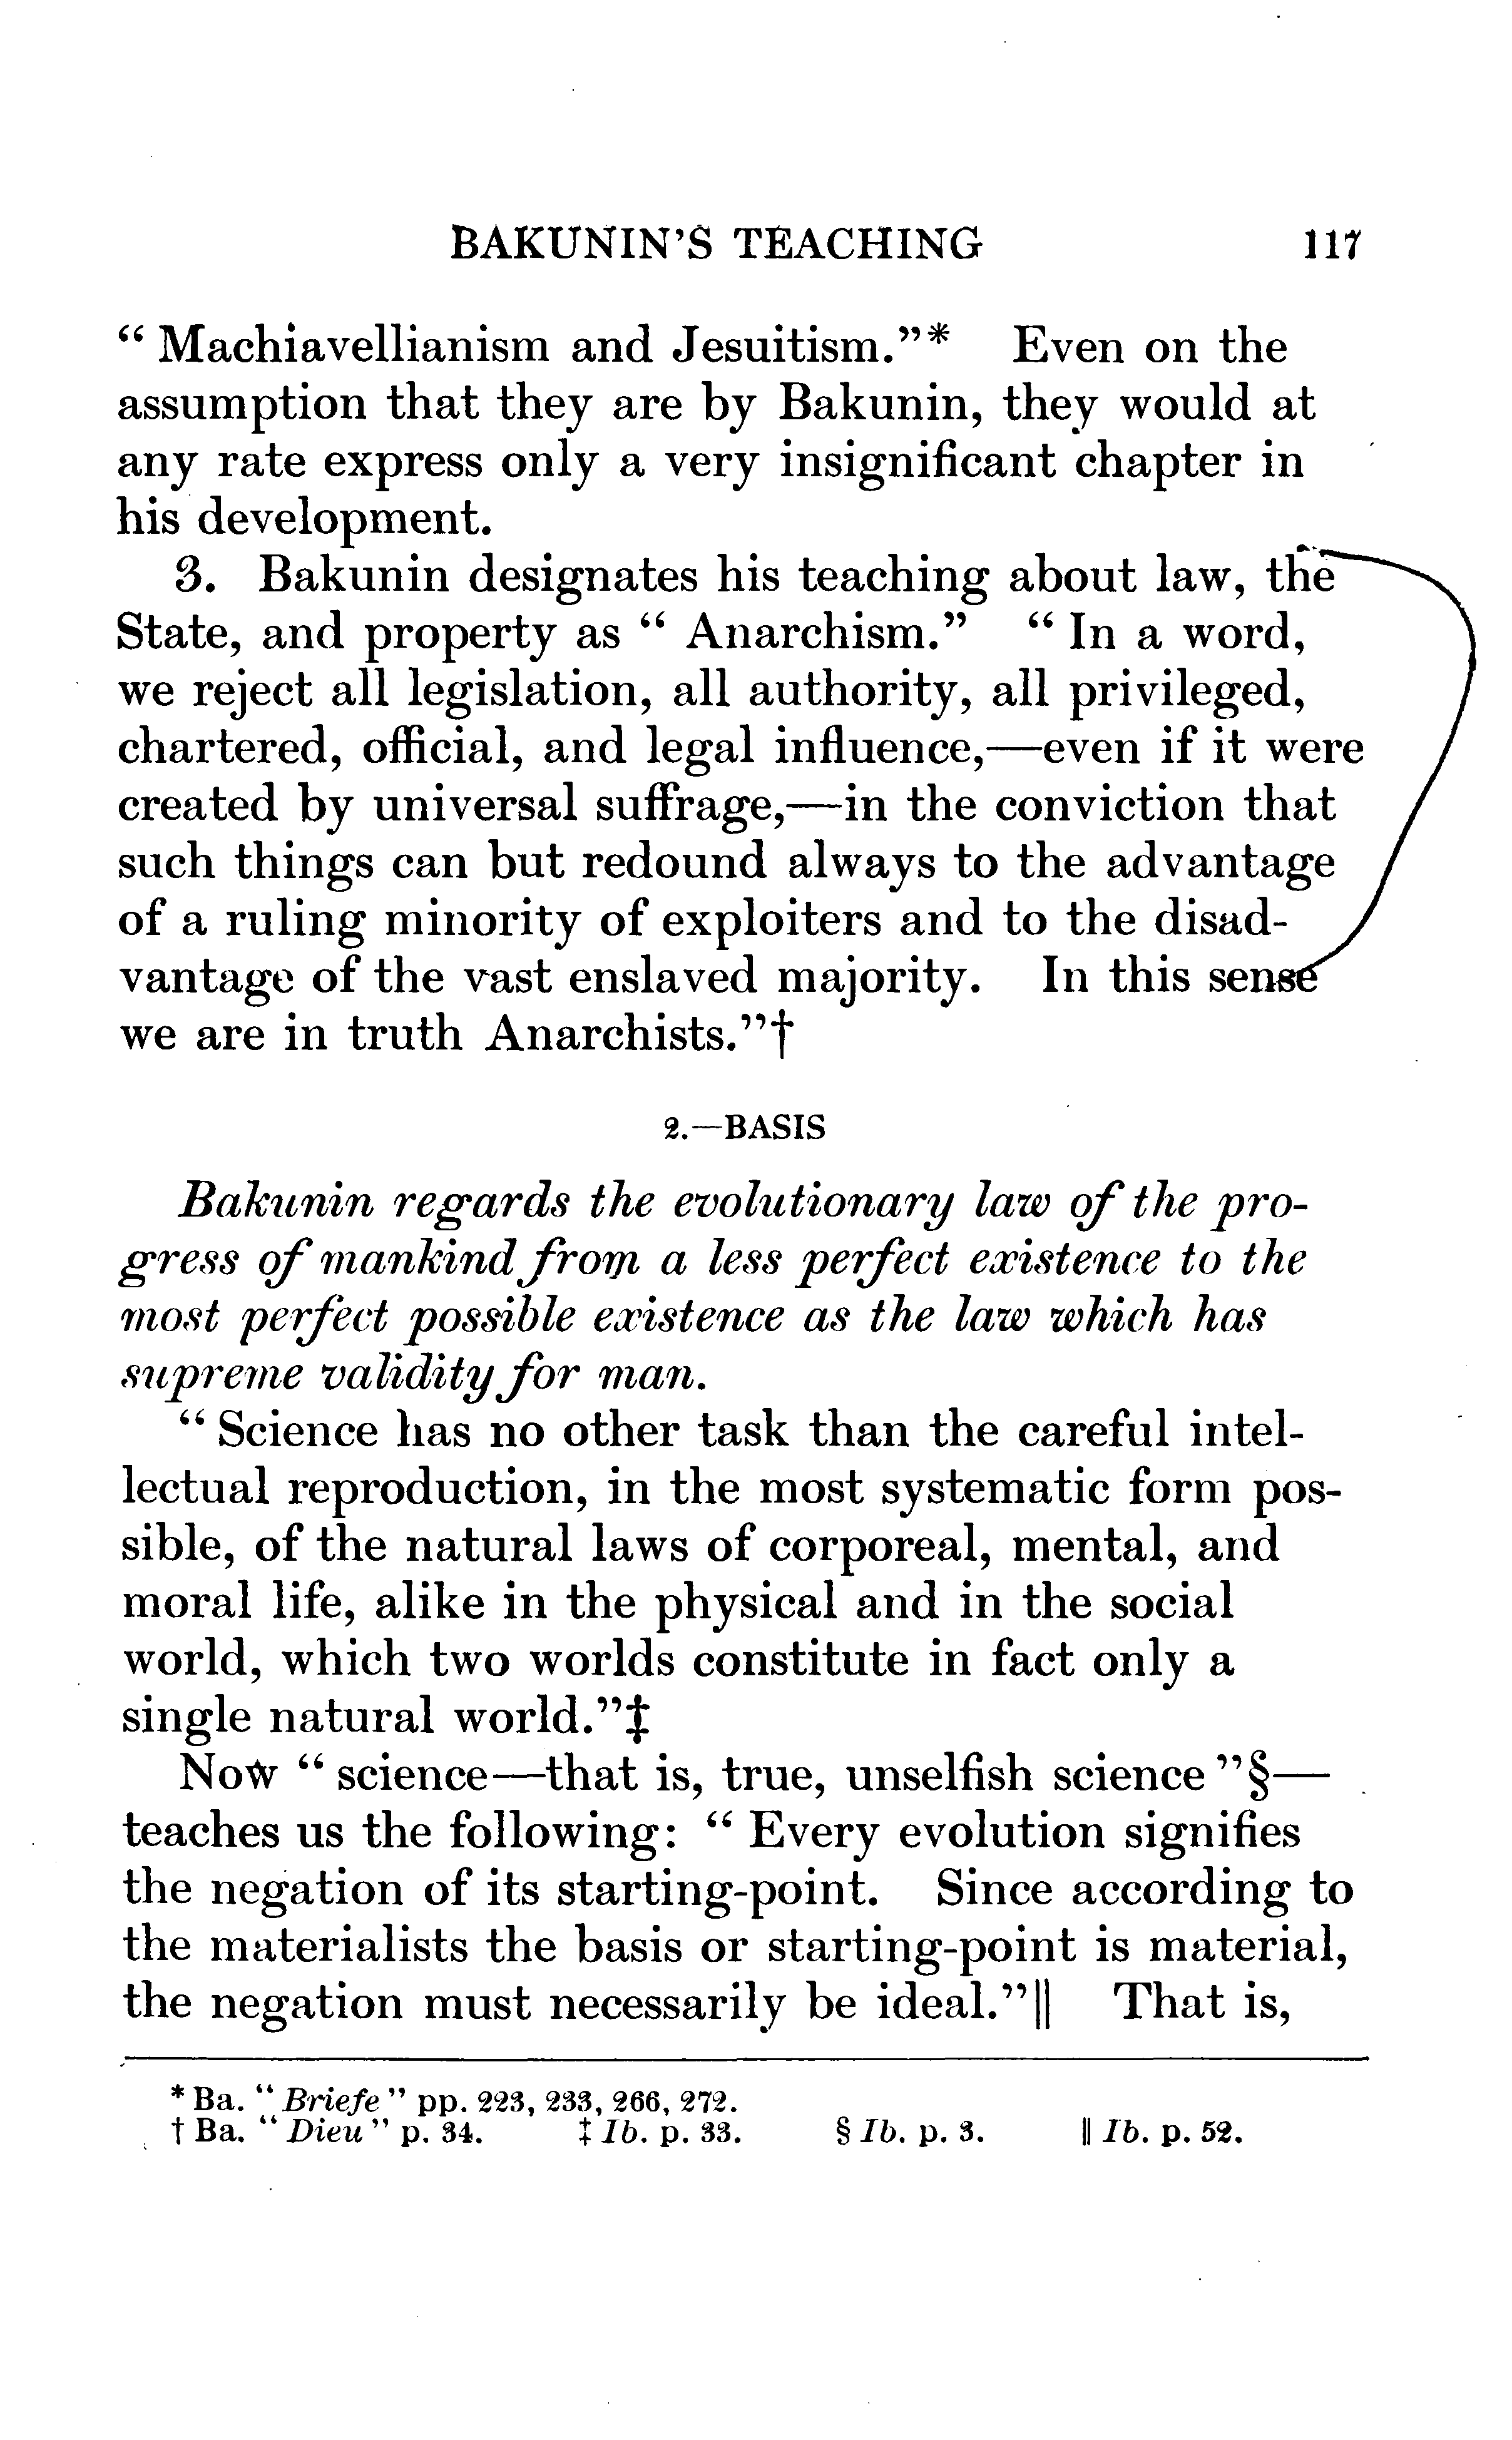 BAKUNIN'S TEACHING 117
“ Machiavellianism and Jesuitism.”* Even on the
assumption that they are by Bakunin, they would at
any rate express only a very insignificant chapter in
his development.
3. Bakunin designates his teaching about law, the
State, and property as “ Anarchism.” “ In a word,
we reject all legislation, all authority, all privileged,
chartered, official, and legal influence,—even if it were
created by universal suffrage,—in the conviction that
such things can but redound always to the advantage
of a ruling minority of exploiters and to the disad-
vantage of the vast enslaved majority. In this sense
we are in truth Anarchists.”†
2.—BASIS
Bakunin regards the evolutionary law of the pro-
gress of mankind from a less perfect existence to the
most perfect possible existence as the law which has
supreme validity for man.
“ Science has no other task than the careful intel-
lectual reproduction, in the most systematic form pos-
sible, of the natural laws of corporeal, mental, and
moral life, alike in the physical and in the social
world, which two worlds constitute in fact only a
single natural world.”‡
Now “ science—that is, true, unselfish science ”§—
teaches us the following: “ Every evolution signifies
the negation of its starting-point. Since according to
the materialists the basis or starting-point is material,
the negation must necessarily be ideal.”‖ That is,
* Ba. “ Briefe ” pp. 223, 233, 266, 272.
† Ba. “ Dieu ” p. 34. ‡ Ib. p. 33. § Ib. p. 3. ‖ Ib. p. 52.